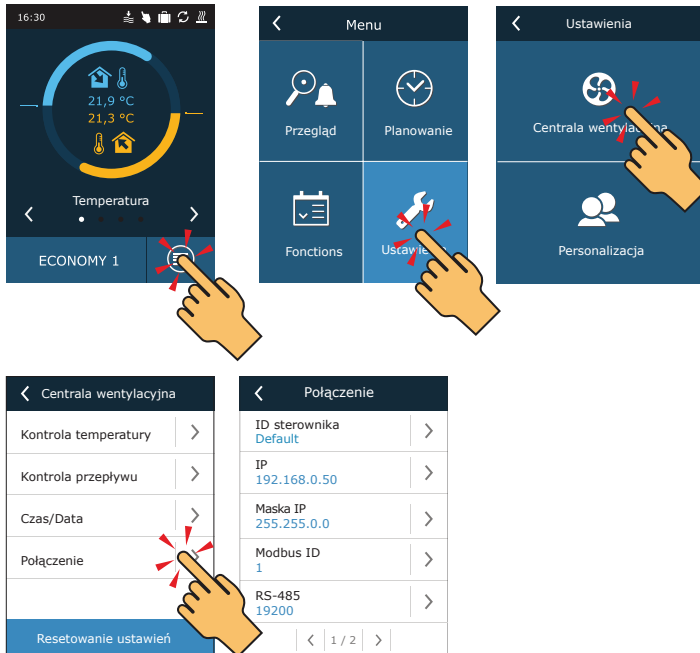 16:30
21,9 °C
21,3 °C
Temperatura
ECONOMY 1
Menu
Przegląd
Planowanie
Fonctions
Ustawienia
Ustawienia
Centrala wentylacyjna
Personalizacja
Centrala wentylacyjna
Kontrola temperatury
Kontrola przepływu
Czas/Data
Połączenie
Resetowanie ustawień
Połączenie
ID sterownika
Default
IP
192.168.0.50
Maska IP
255.255.0.0
Modbus ID
1
RS-485
19200
1 / 2